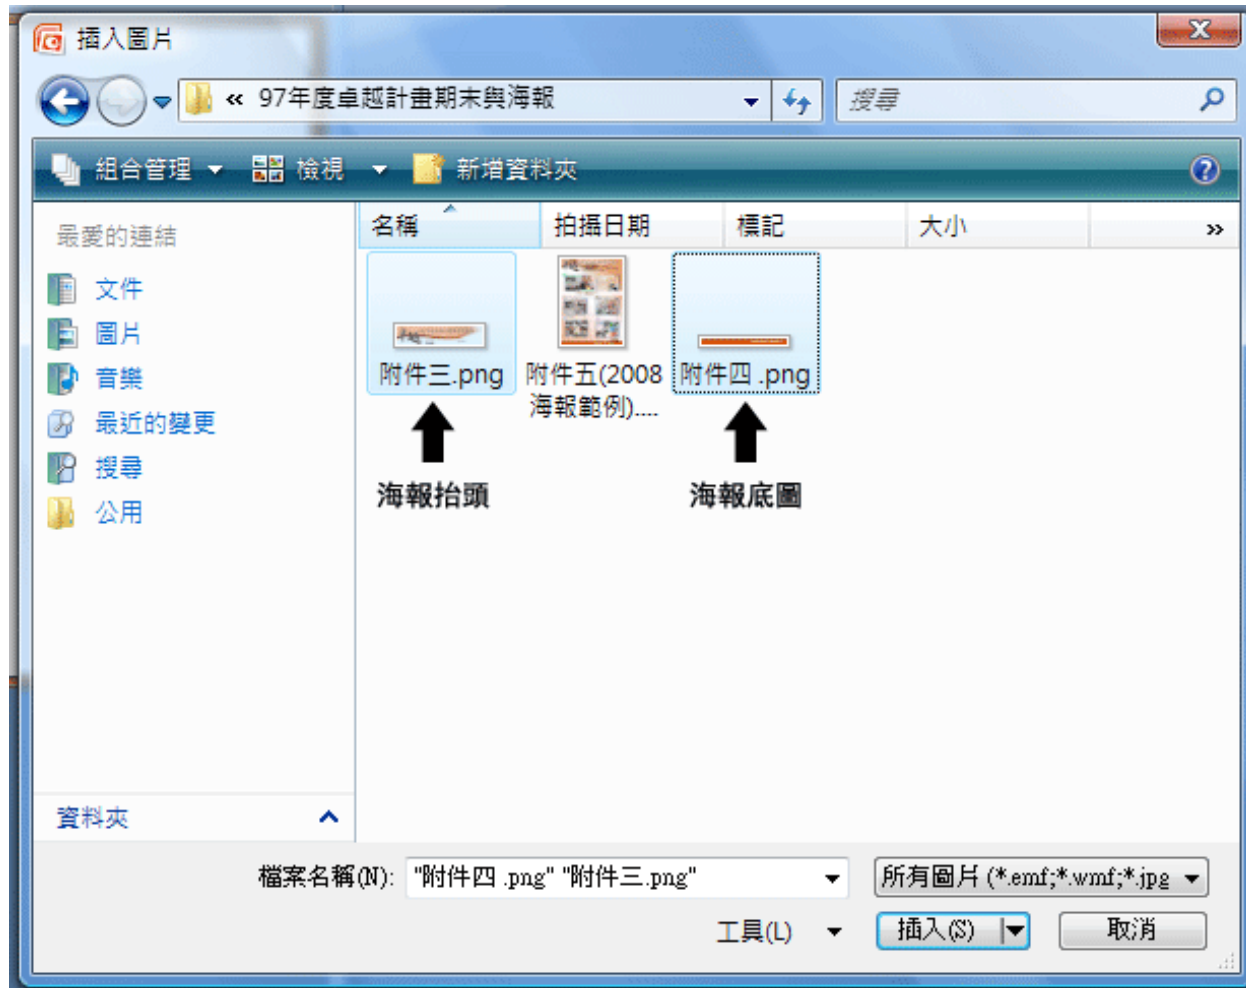 插入圖片
« 97年度卓越計畫期末與海報
搜尋
組合管理
檢視
新增資料夾
名稱
拍攝日期
標記
大小
»
最愛的連結
文件
圖片
音樂
最近的變更
搜尋
公用
附件三.png
附件五(2008
海報範例)....
附件四 .png
海報抬頭
海報底圖
資料夾
檔案名稱(N): "附件四 .png" "附件三.png"
所有圖片 (*.emf;*.wmf;*.jpg
工具(L)
插入(S)
取消